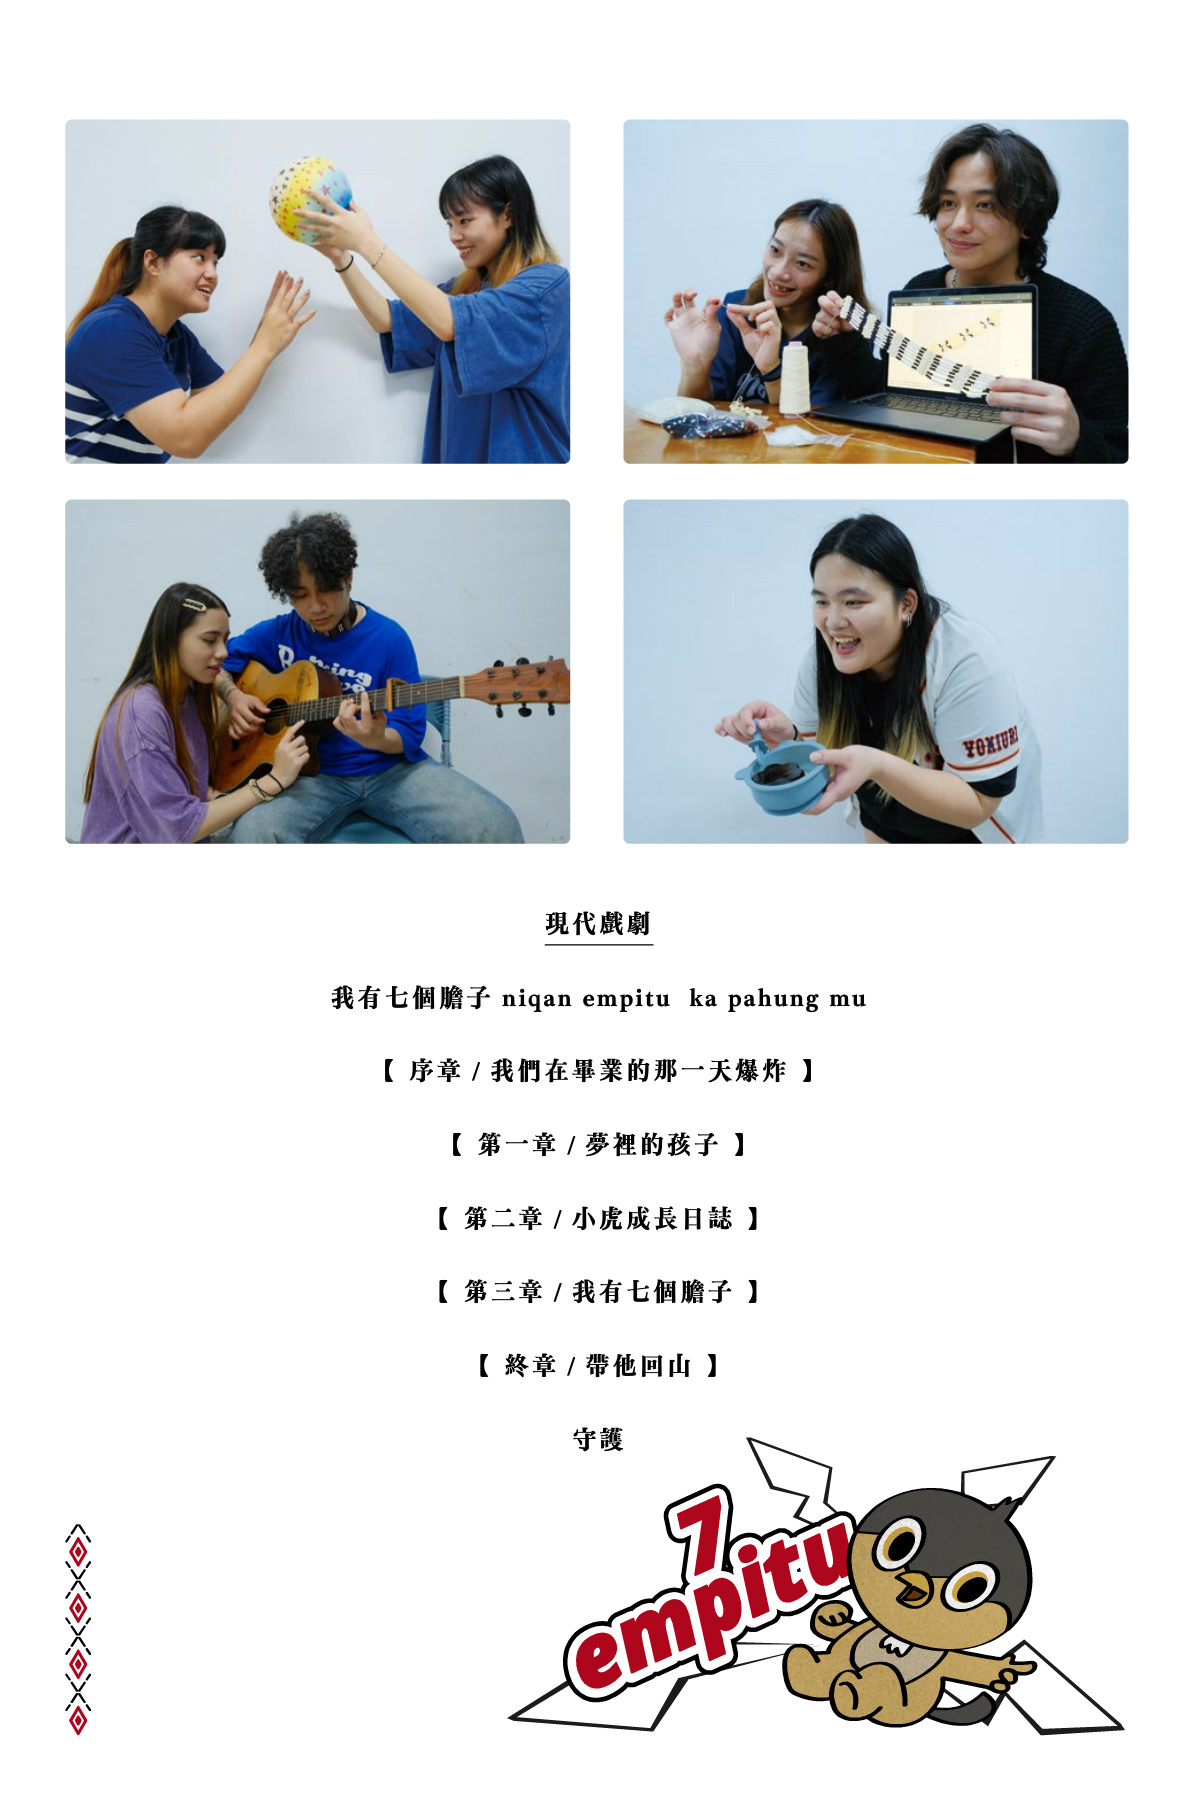 YOMIURI
現代戲劇
我有七個膽子 niqan empitu ka pahung mu
【 序章 / 我們在畢業的那一天爆炸 】
【 第一章 / 夢裡的孩子 】
【 第二章 / 小虎成長日誌 】
【 第三章 / 我有七個膽子 】
【 終章 / 帶他回山 】
守護
7
empitu